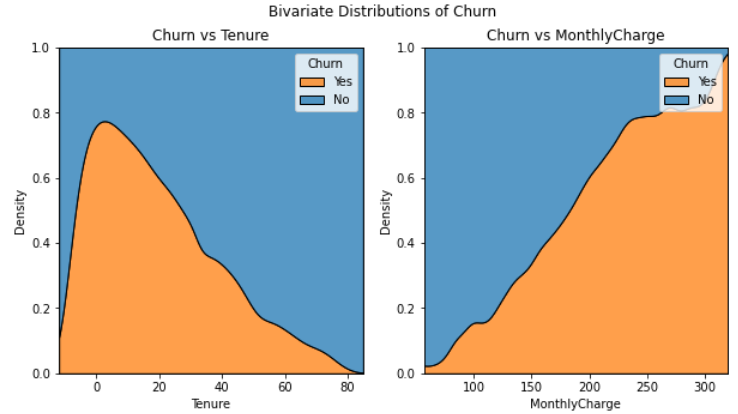 Bivariate Distributions of Churn
Churn vs Tenure
1.0
0.8
0.6
0.4
0.2
0.0
Density
Churn
Yes
No
0
20
40
60
80
Tenure
Churn vs MonthlyCharge
1.0
0.8
0.6
0.4
0.2
0.0
Density
Churn
Yes
No
100
150
200
250
300
MonthlyCharge